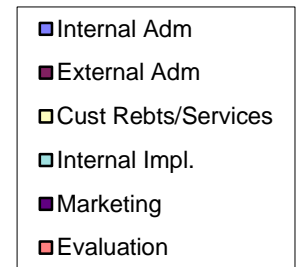 Internal Adm
External Adm
Cust Rebts/Services
Internal Impl.
Marketing
Evaluation